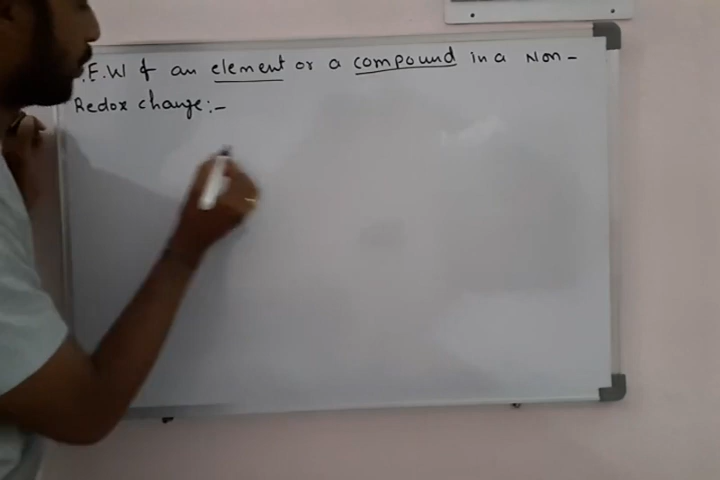 .E.W of an element or a compound in a Non-
Redox change:-